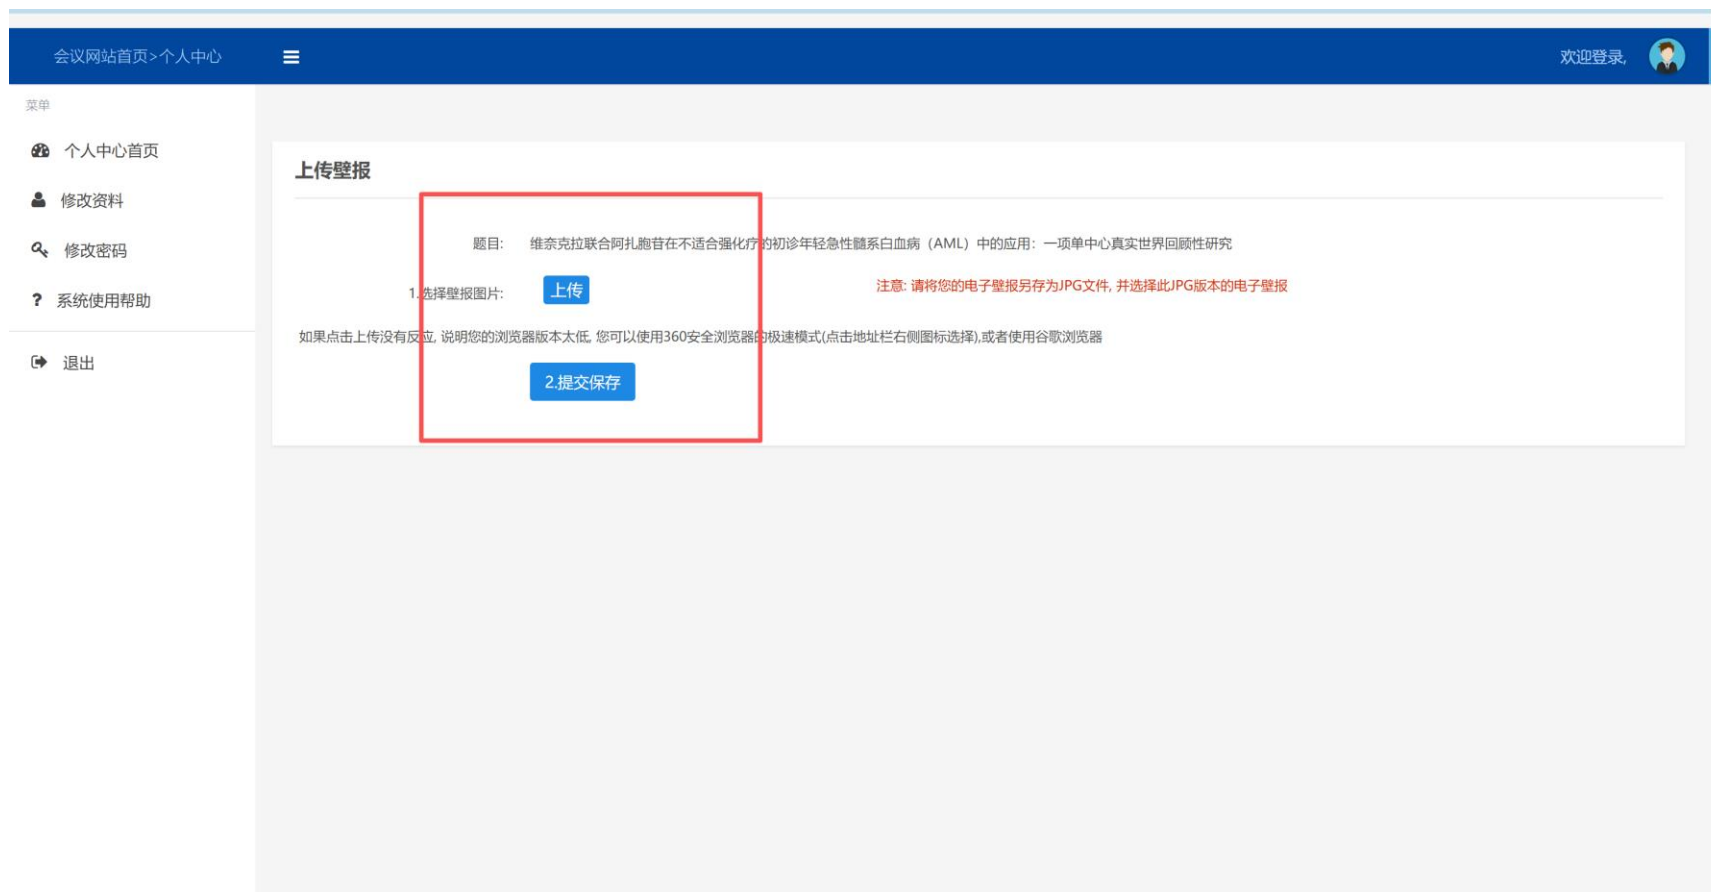 会议网站首页>个人中心
欢迎登录,
菜单
个人中心首页
修改资料
修改密码
? 系统使用帮助
退出
上传壁报
题目: 维奈克拉联合阿扎胞苷在不适合强化疗的初诊年轻急性髓系白血病（AML）中的应用：一项单中心真实世界回顾性研究
1.选择壁报图片: 上传 注意: 请将您的电子壁报另存为JPG文件, 并选择此JPG版本的电子壁报
如果点击上传没有反应, 说明您的浏览器版本太低, 您可以使用360安全浏览器的极速模式(点击地址栏右侧图标选择),或者使用谷歌浏览器
2.提交保存